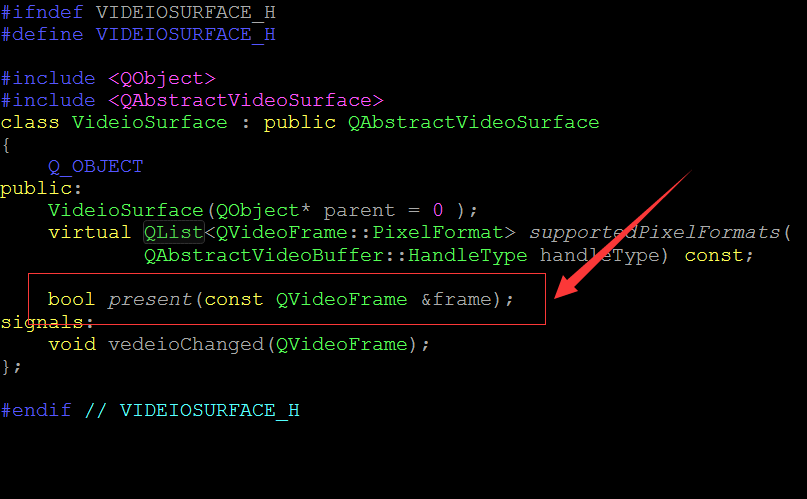 #ifndef VIDEIOSURFACE_H
#define VIDEIOSURFACE_H
#include <QObject>
#include <QAbstractVideoSurface>
class VideioSurface : public QAbstractVideoSurface
{
Q_OBJECT
public:
VideioSurface(QObject* parent = 0 );
virtual QList<QVideoFrame::PixelFormat> supportedPixelFormats(
QAbstractVideoBuffer::HandleType handleType) const;
bool present(const QVideoFrame &frame);
signals:
void vedeioChanged(QVideoFrame);
};
#endif // VIDEIOSURFACE_H